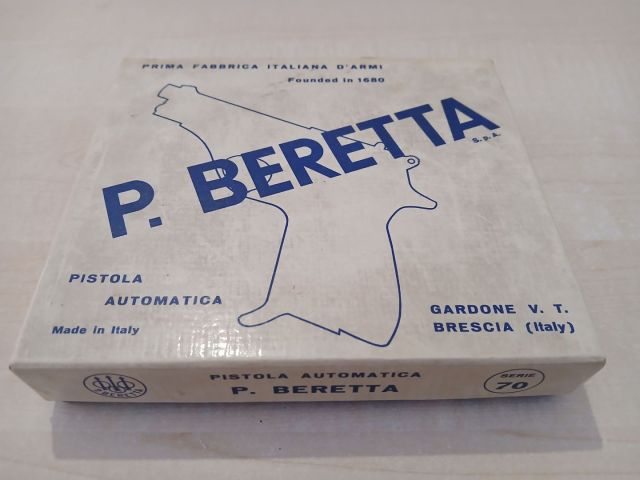 PRIMA FABBRICA ITALIANA D'ARMI
Founded in 1680
P. BERETTA
S.p.A.
PISTOLA
AUTOMATICA
Made in Italy
GARDONE V. T.
BRESCIA (Italy)
P. BERETTA
PISTOLA AUTOMATICA
P. BERETTA
SERIE
70